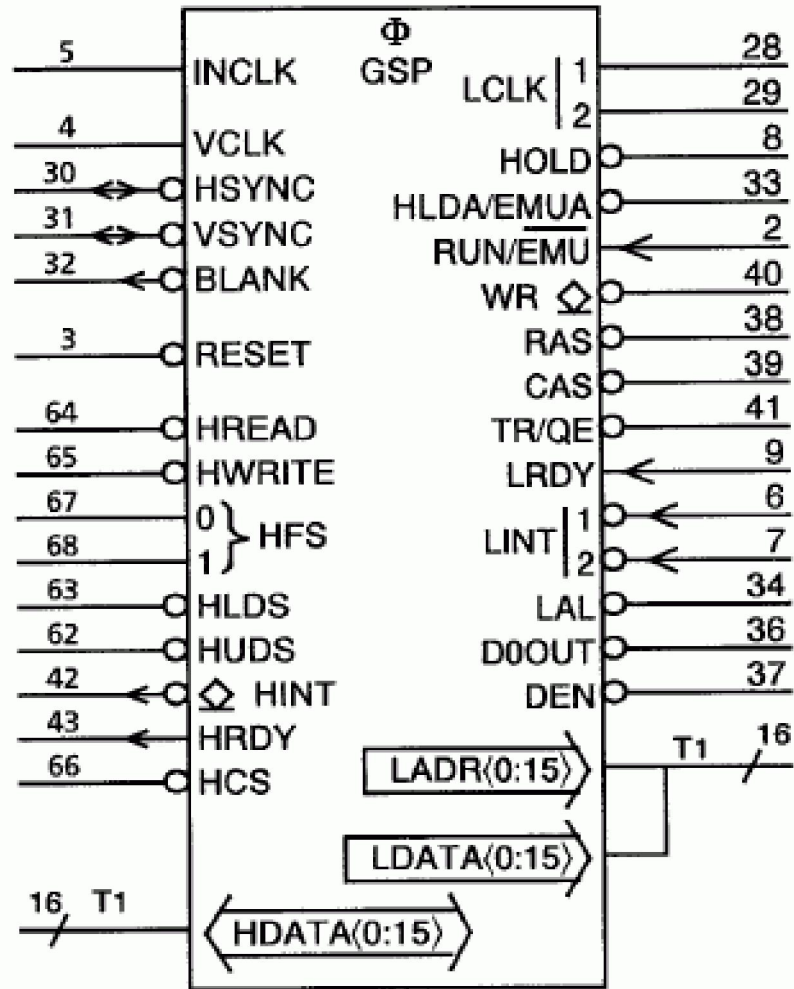 Φ
GSP
5 INCLK
LCLK 1 28
2 29
4 VCLK
HOLD 8
30 HSYNC
HLDA/EMUA 33
31 VSYNC
RUN/EMU 2
32 BLANK
WR 40
RAS 38
3 RESET
CAS 39
64 HREAD
TR/QE 41
65 HWRITE
LRDY 9
67 0 } HFS
68 1
LINT 1 6
2 7
63 HLDS
LAL 34
62 HUDS
D0OUT 36
42 HINT
DEN 37
43 HRDY
66 HCS
LADR⟨0:15⟩ T1 16
LDATA⟨0:15⟩
16 T1 HDATA⟨0:15⟩